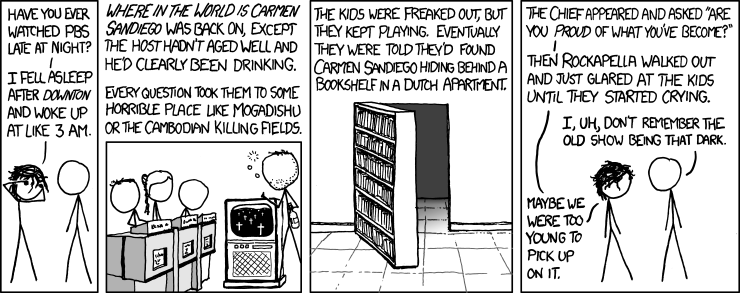 HAVE YOU EVER
WATCHED PBS
LATE AT NIGHT?
I FELL ASLEEP
AFTER DOWNTON
AND WOKE UP
AT LIKE 3 AM.
WHERE IN THE WORLD IS CARMEN
SANDIEGO WAS BACK ON, EXCEPT
THE HOST HADN'T AGED WELL AND
HE'D CLEARLY BEEN DRINKING.
EVERY QUESTION TOOK THEM TO SOME
HORRIBLE PLACE LIKE MOGADISHU
OR THE CAMBODIAN KILLING FIELDS.
THE KIDS WERE FREAKED OUT, BUT
THEY KEPT PLAYING. EVENTUALLY
THEY WERE TOLD THEY'D FOUND
CARMEN SANDIEGO HIDING BEHIND A
BOOKSHELF IN A DUTCH APARTMENT.
THE CHIEF APPEARED AND ASKED "ARE
YOU PROUD OF WHAT YOU'VE BECOME?"
THEN ROCKAPELLA WALKED OUT
AND JUST GLARED AT THE KIDS
UNTIL THEY STARTED CRYING.
I, UH, DON'T REMEMBER THE
OLD SHOW BEING THAT DARK.
MAYBE WE
WERE TOO
YOUNG TO
PICK UP
ON IT.